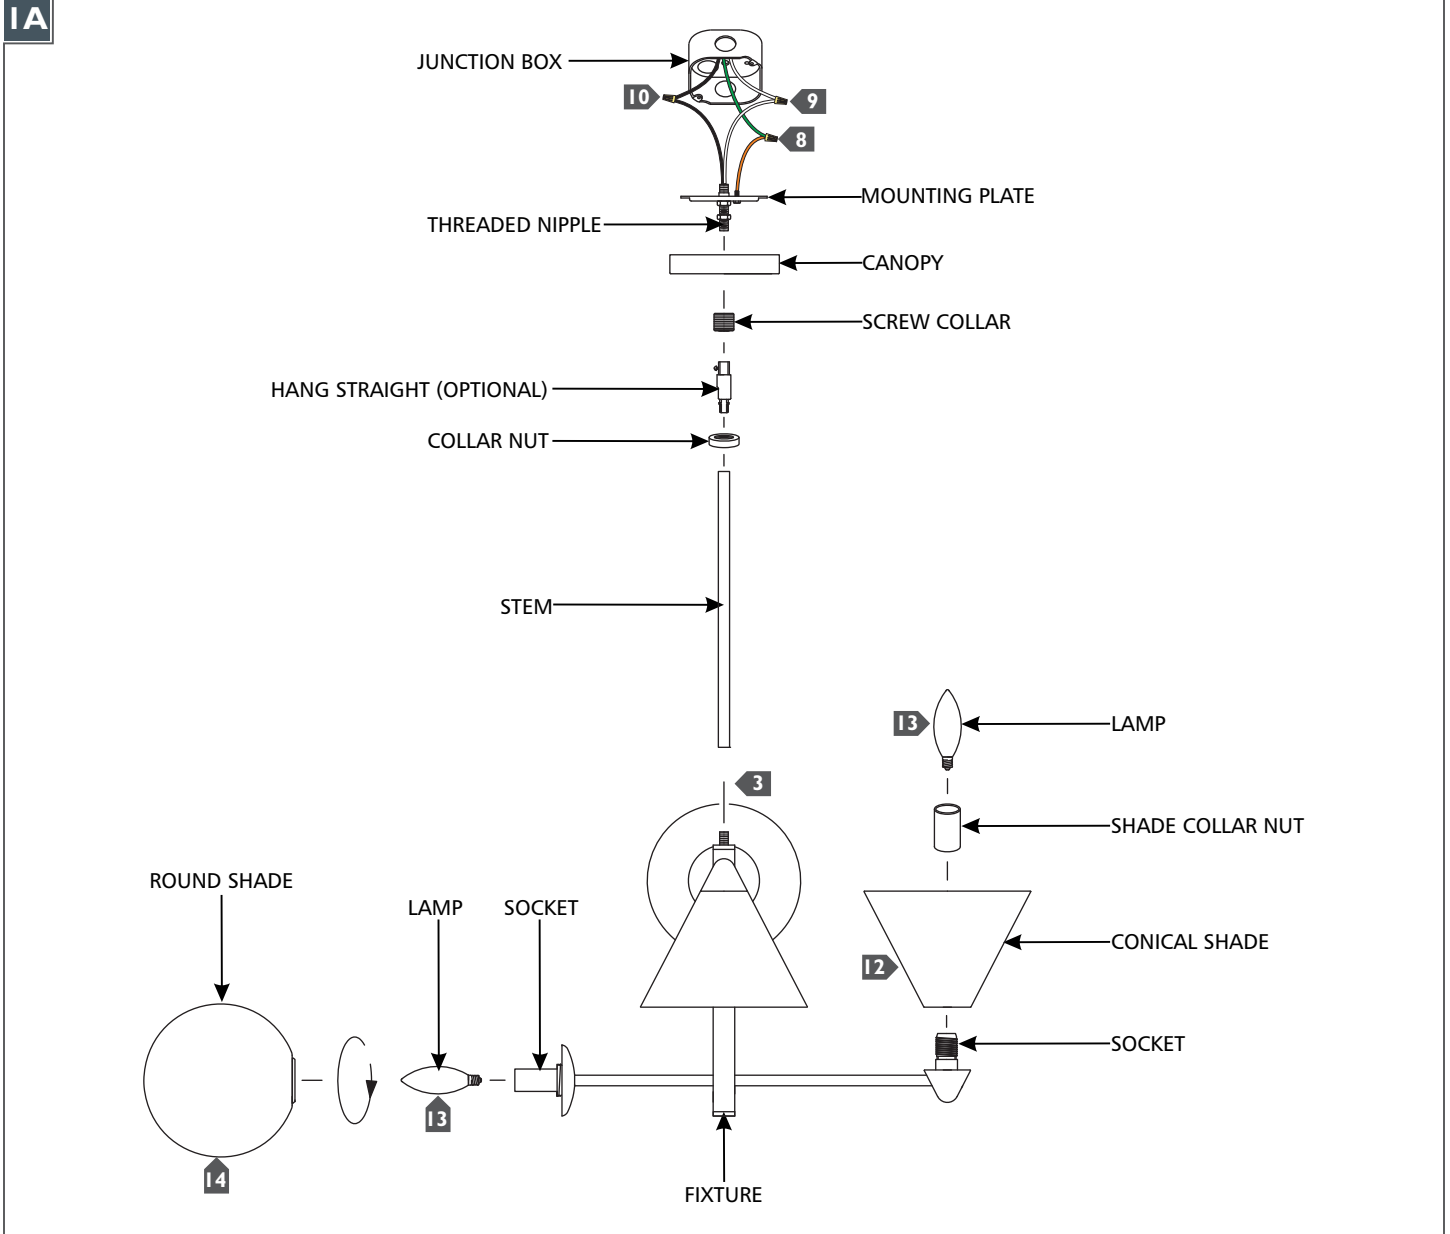 1A
JUNCTION BOX
10
9
8
MOUNTING PLATE
THREADED NIPPLE
CANOPY
SCREW COLLAR
HANG STRAIGHT (OPTIONAL)
COLLAR NUT
STEM
13
LAMP
3
SHADE COLLAR NUT
ROUND SHADE
LAMP
SOCKET
CONICAL SHADE
12
SOCKET
13
14
FIXTURE